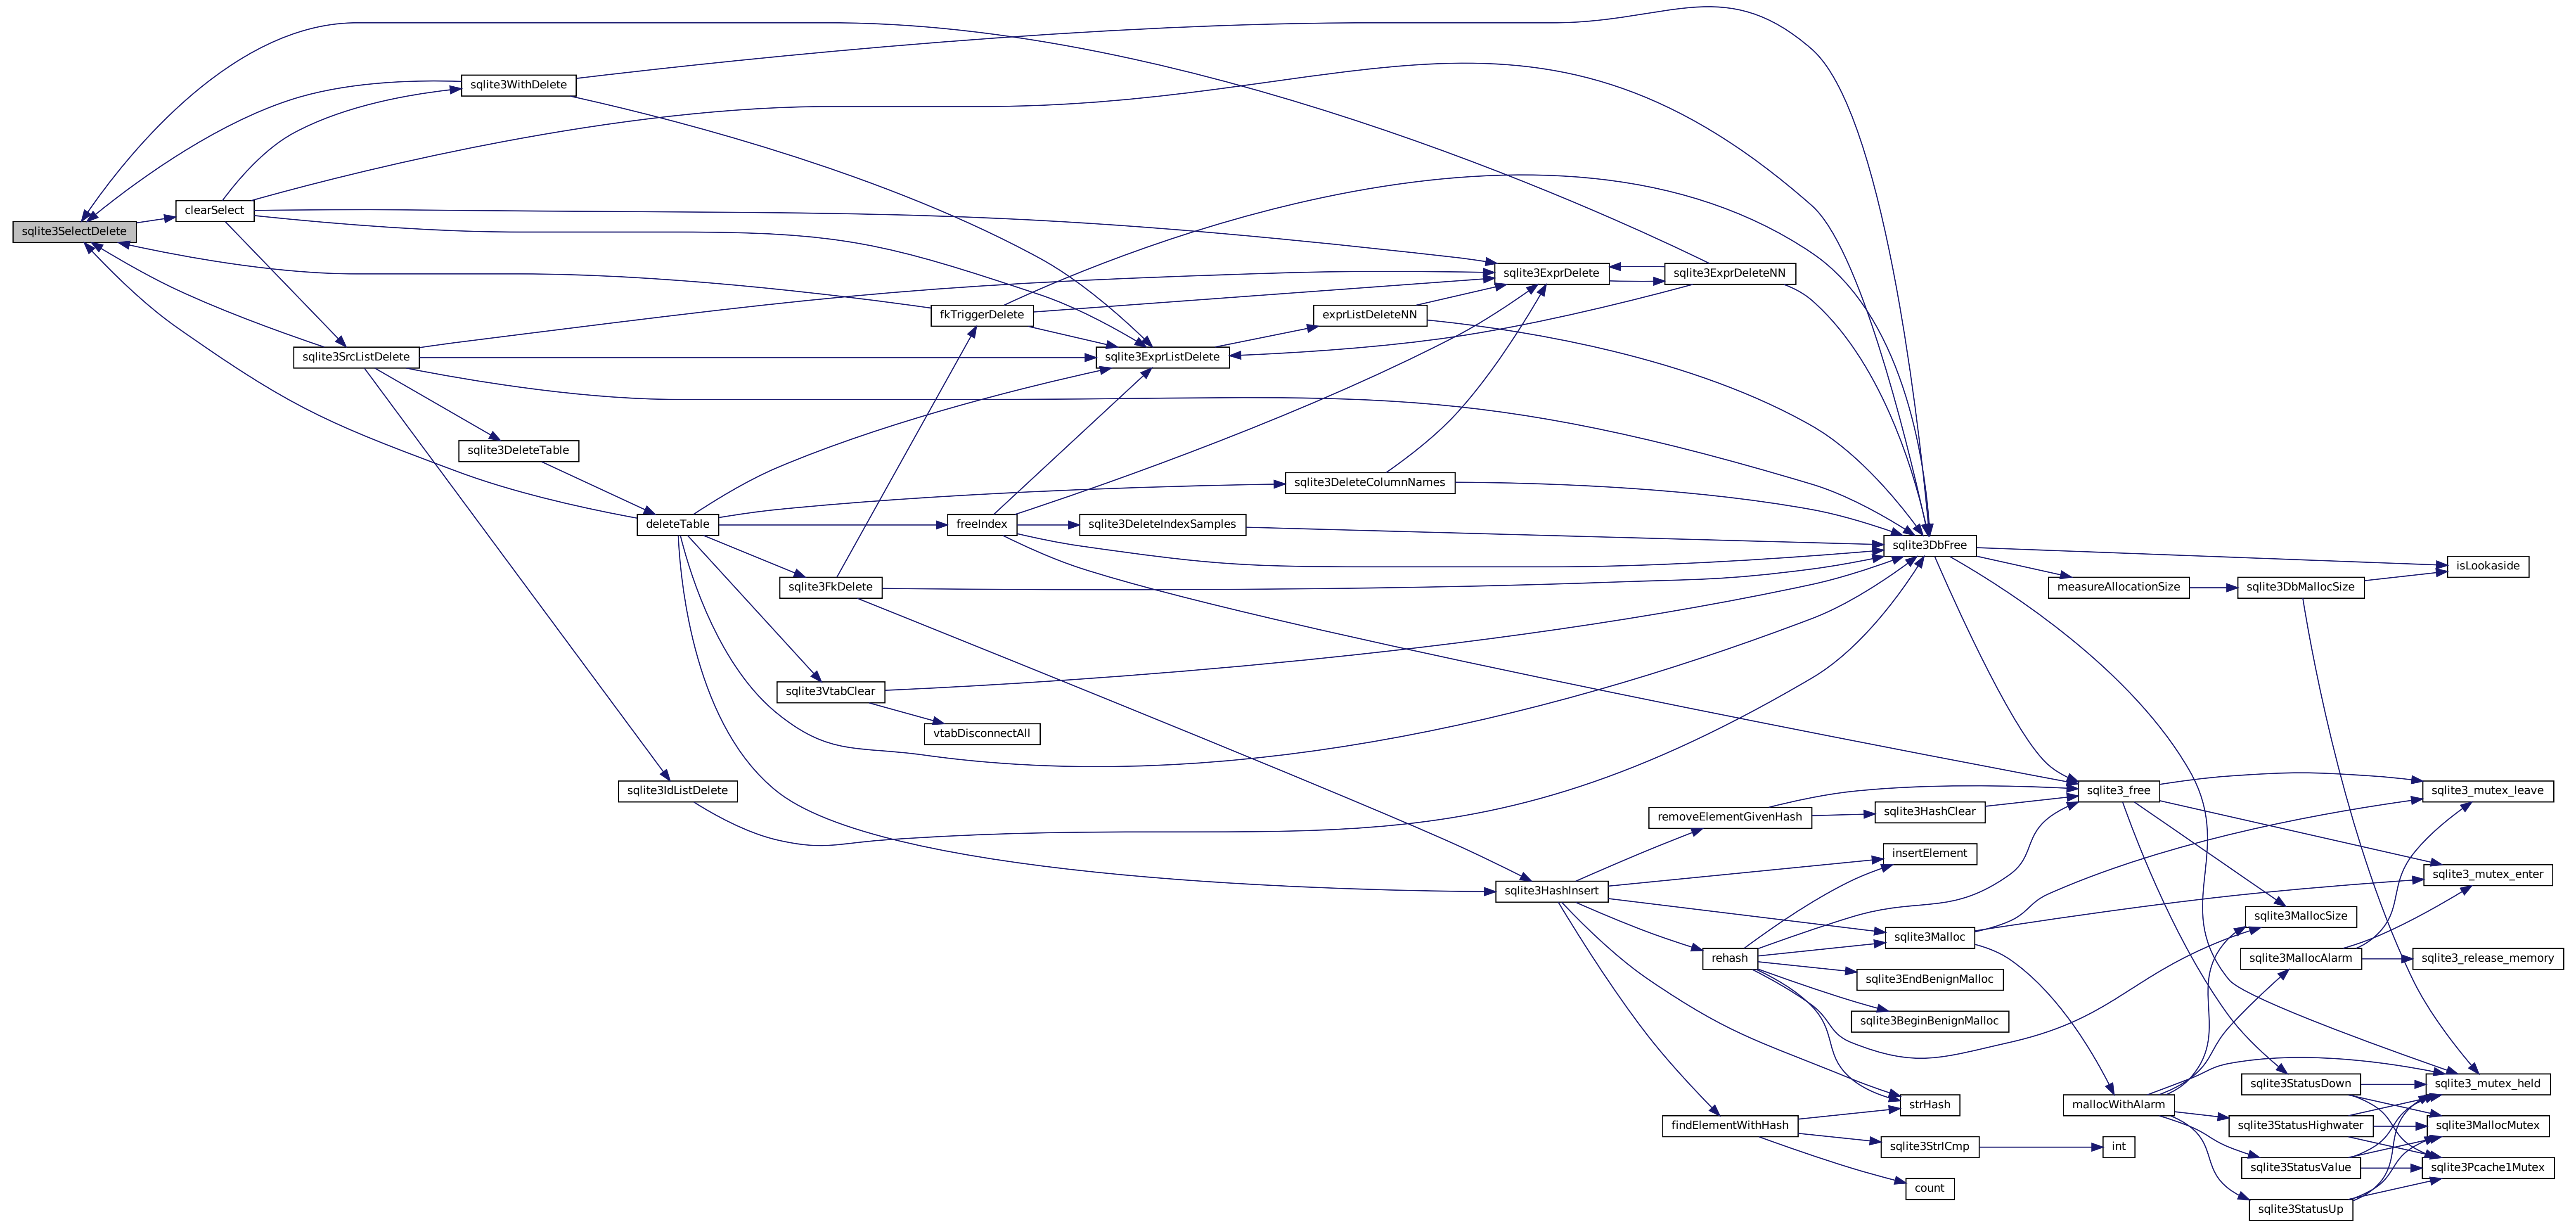 sqlite3WithDelete
clearSelect
sqlite3SelectDelete
sqlite3ExprDelete
sqlite3ExprDeleteNN
fkTriggerDelete
exprListDeleteNN
sqlite3SrcListDelete
sqlite3ExprListDelete
sqlite3DeleteTable
sqlite3DeleteColumnNames
deleteTable
freeIndex
sqlite3DeleteIndexSamples
sqlite3DbFree
isLookaside
sqlite3FkDelete
measureAllocationSize
sqlite3DbMallocSize
sqlite3VtabClear
vtabDisconnectAll
sqlite3IdListDelete
sqlite3_free
sqlite3_mutex_leave
removeElementGivenHash
sqlite3HashClear
insertElement
sqlite3_mutex_enter
sqlite3HashInsert
sqlite3MallocSize
sqlite3Malloc
rehash
sqlite3MallocAlarm
sqlite3_release_memory
sqlite3EndBenignMalloc
sqlite3BeginBenignMalloc
sqlite3StatusDown
sqlite3_mutex_held
strHash
mallocWithAlarm
findElementWithHash
sqlite3StatusHighwater
sqlite3MallocMutex
sqlite3StrICmp
int
sqlite3StatusValue
sqlite3Pcache1Mutex
count
sqlite3StatusUp